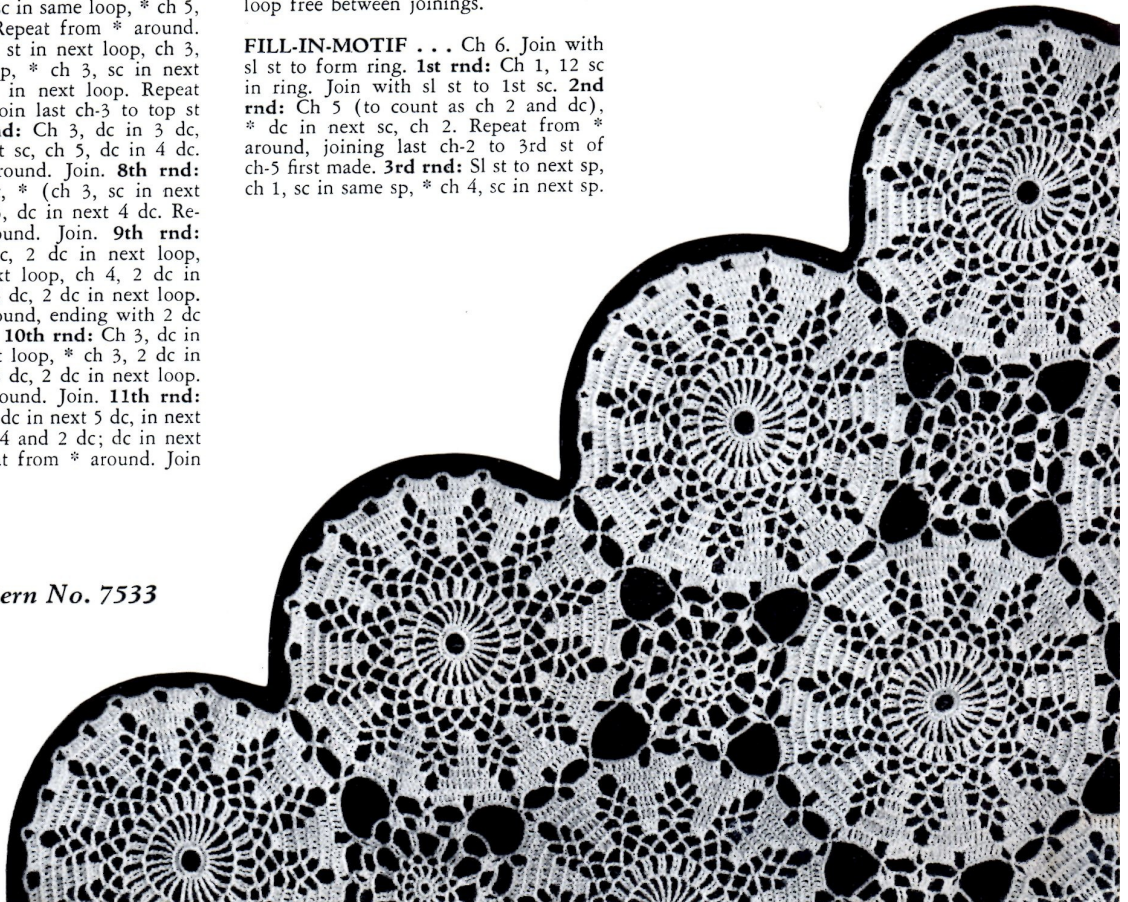 c in same loop, * ch 5,
Repeat from * around.
st in next loop, ch 3,
p, * ch 3, sc in next
in next loop. Repeat
oin last ch-3 to top st
d: Ch 3, dc in 3 dc,
t sc, ch 5, dc in 4 dc.
round. Join. 8th rnd:
, * (ch 3, sc in next
, dc in next 4 dc. Re-
ound. Join. 9th rnd:
c, 2 dc in next loop,
xt loop, ch 4, 2 dc in
dc, 2 dc in next loop.
ound, ending with 2 dc
10th rnd: Ch 3, dc in
t loop, * ch 3, 2 dc in
dc, 2 dc in next loop.
ound. Join. 11th rnd:
dc in next 5 dc, in next
4 and 2 dc; dc in next
t from * around. Join
ern No. 7533
loop free between joinings.
FILL-IN-MOTIF . . . Ch 6. Join with
sl st to form ring. 1st rnd: Ch 1, 12 sc
in ring. Join with sl st to 1st sc. 2nd
rnd: Ch 5 (to count as ch 2 and dc),
* dc in next sc, ch 2. Repeat from *
around, joining last ch-2 to 3rd st of
ch-5 first made. 3rd rnd: Sl st to next sp,
ch 1, sc in same sp, * ch 4, sc in next sp.